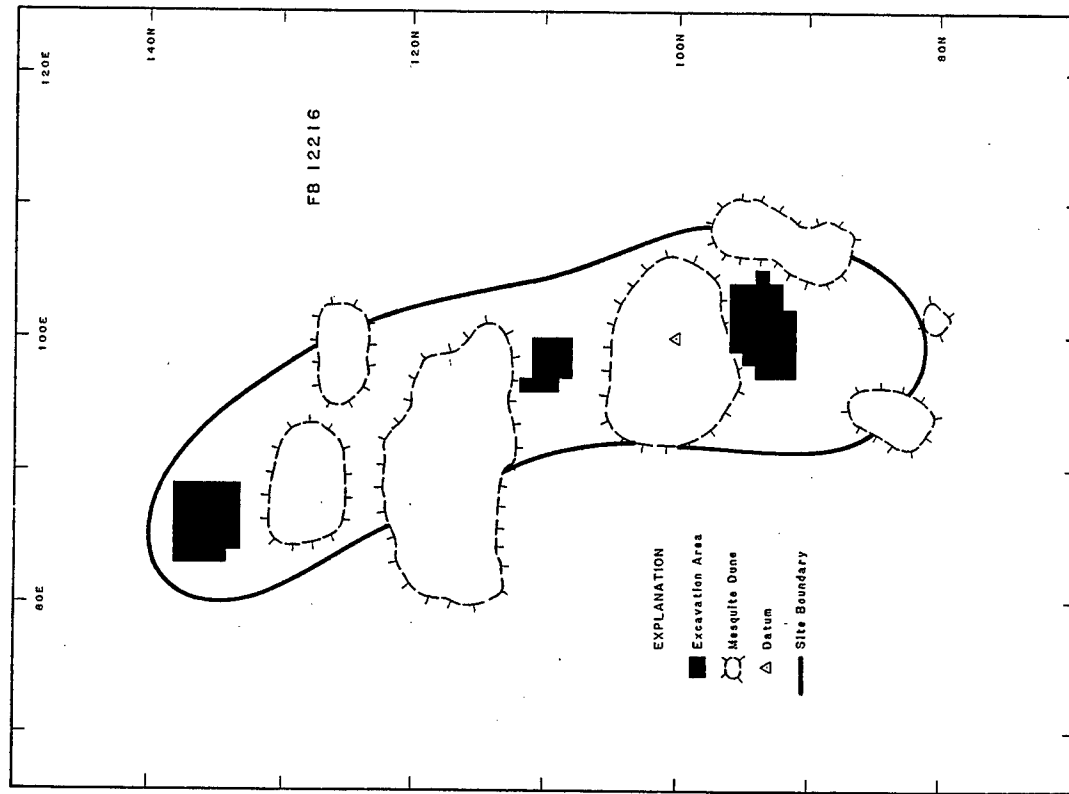 FB 12216
140N
120N
100N
80N
120E
100E
80E
EXPLANATION
Excavation Area
Mesquite Dune
Datum
Site Boundary